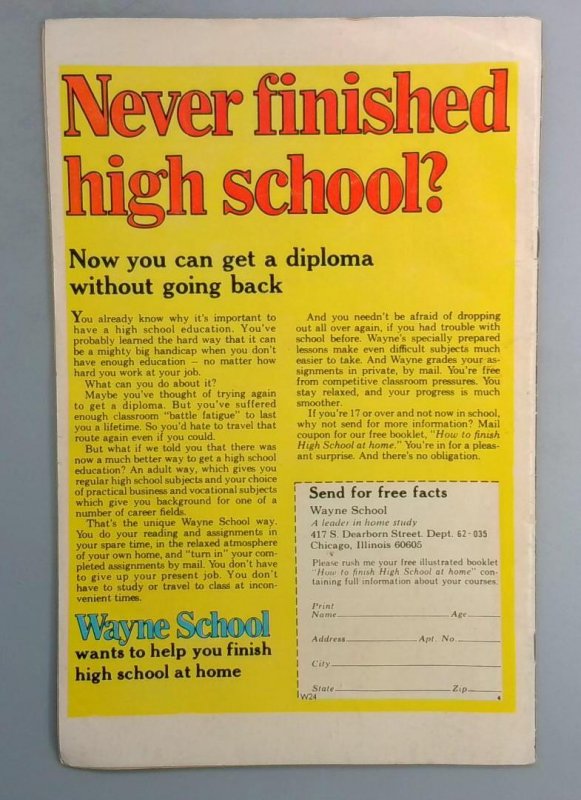 Never finished
high school?
Now you can get a diploma
without going back
You already know why it's important to
have a high school education. You've
probably learned the hard way that it can
be a mighty big handicap when you don't
have enough education — no matter how
hard you work at your job.
What can you do about it?
Maybe you've thought of trying again
to get a diploma. But you've suffered
enough classroom "battle fatigue" to last
you a lifetime. So you'd hate to travel that
route again even if you could.
But what if we told you that there was
now a much better way to get a high school
education? An adult way, which gives you
regular high school subjects and your choice
of practical business and vocational subjects
which give you background for one of a
number of career fields.
That's the unique Wayne School way.
You do your reading and assignments in
your spare time, in the relaxed atmosphere
of your own home, and "turn in" your com-
pleted assignments by mail. You don't have
to give up your present job. You don't
have to study or travel to class at incon-
venient times.
Wayne School
wants to help you finish
high school at home
And you needn't be afraid of dropping
out all over again, if you had trouble with
school before. Wayne's specially prepared
lessons make even difficult subjects much
easier to take. And Wayne grades your as-
signments in private, by mail. You're free
from competitive classroom pressures. You
stay relaxed, and your progress is much
smoother.
If you're 17 or over and not now in school,
why not send for more information? Mail
coupon for our free booklet, "How to finish
High School at home." You're in for a pleas-
ant surprise. And there's no obligation.
Send for free facts
Wayne School
A leader in home study
417 S. Dearborn Street. Dept. 62-035
Chicago, Illinois 60605
Please rush me your free illustrated booklet
"How to finish High School at home" con-
taining full information about your courses.
Print
Name Age
Address Apt. No.
City
State Zip
W24 4